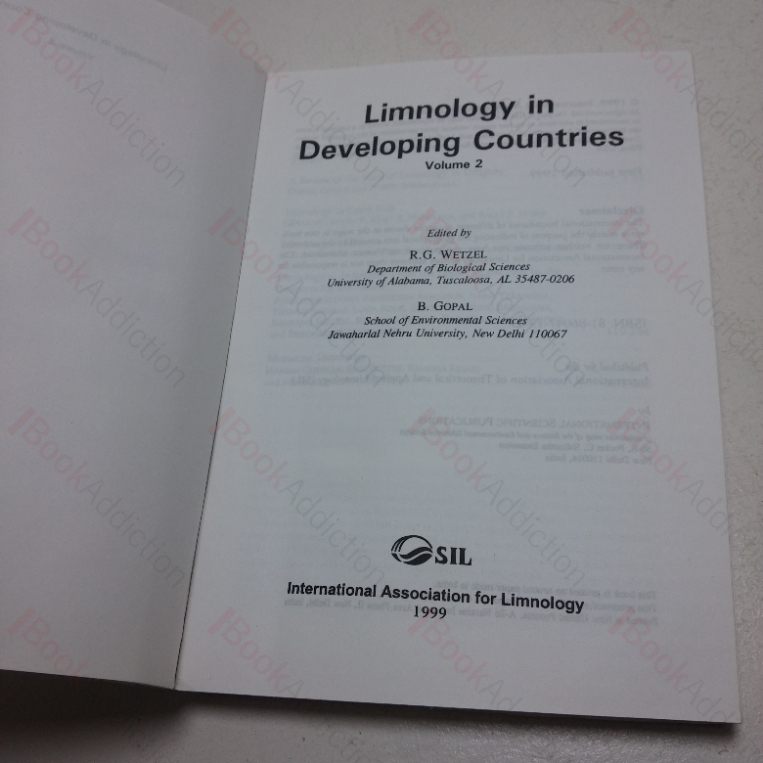 Limnology in
Developing Countries
Volume 2
Edited by
R.G. WETZEL
Department of Biological Sciences
University of Alabama, Tuscaloosa, AL 35487-0206
B. GOPAL
School of Environmental Sciences
Jawaharlal Nehru University, New Delhi 110067
SIL
International Association for Limnology
1999
BookAddiction